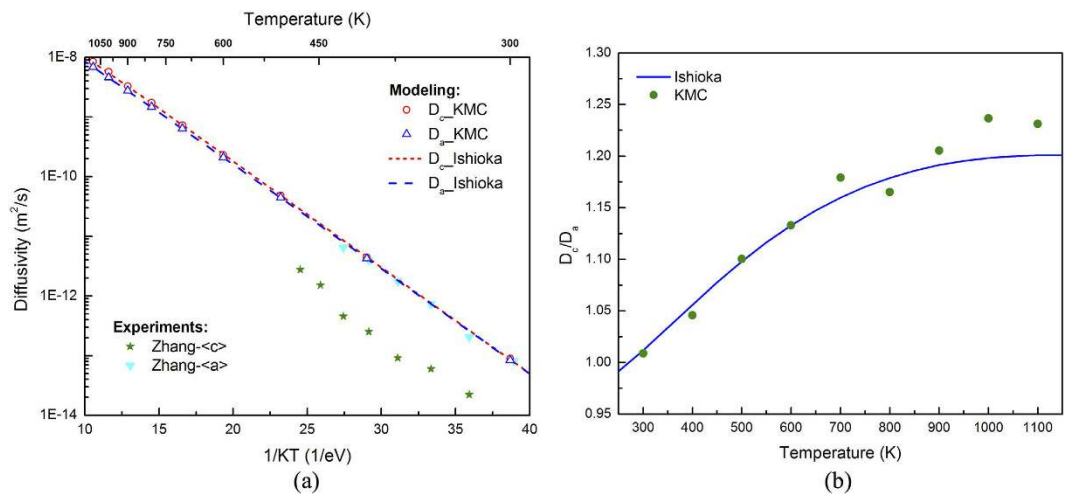 Temperature (K)
1050 900 750 600 450 300
1E-8
1E-10
1E-12
1E-14
Diffusivity (m²/s)
Modeling:
D_c_KMC
D_a_KMC
D_c_Ishioka
D_a_Ishioka
Experiments:
Zhang-<c>
Zhang-<a>
10 15 20 25 30 35 40
1/KT (1/eV)
(a)
1.30
1.25
1.20
1.15
1.10
1.05
1.00
0.95
D_c/D_a
Ishioka
KMC
300 400 500 600 700 800 900 1000 1100
Temperature (K)
(b)